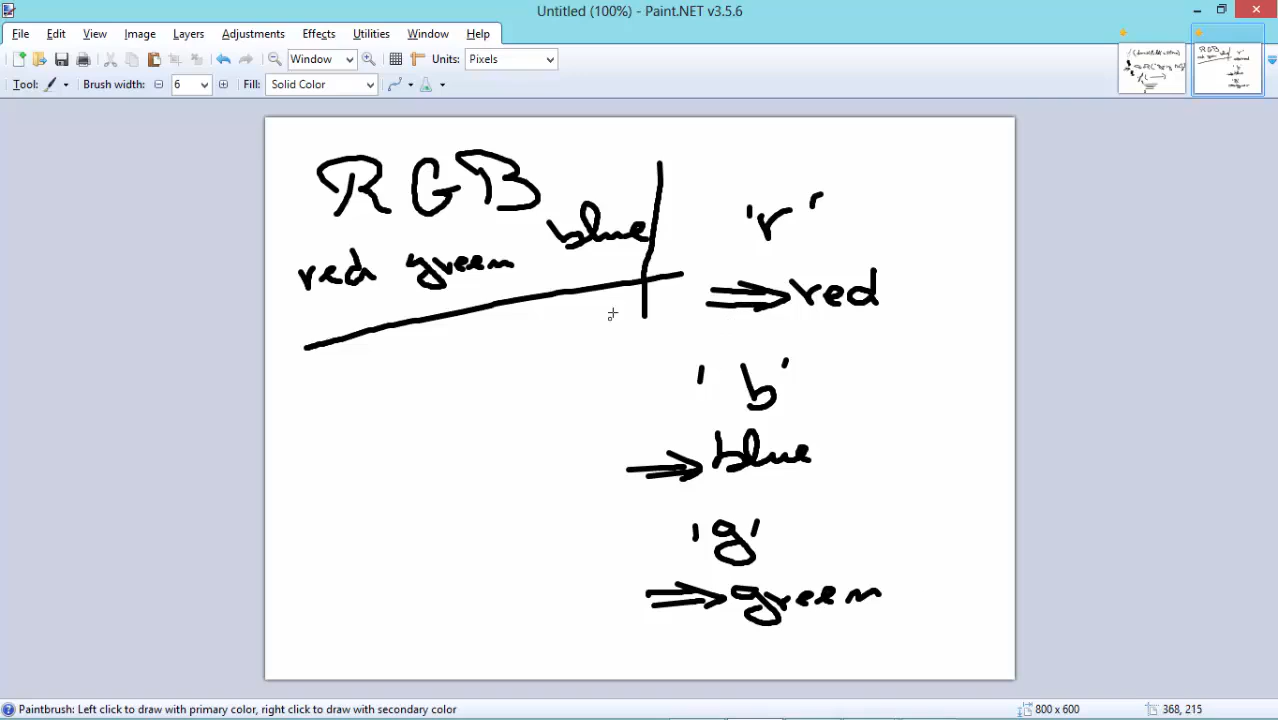 Untitled (100%) - Paint.NET v3.5.6
File Edit View Image Layers Adjustments Effects Utilities Window Help
Window Units: Pixels
Tool: Brush width: 6 Fill: Solid Color
RGB
blue
red green
'r'
red
'b'
blue
'g'
green
Paintbrush: Left click to draw with primary color, right click to draw with secondary color
800 x 600
368, 215